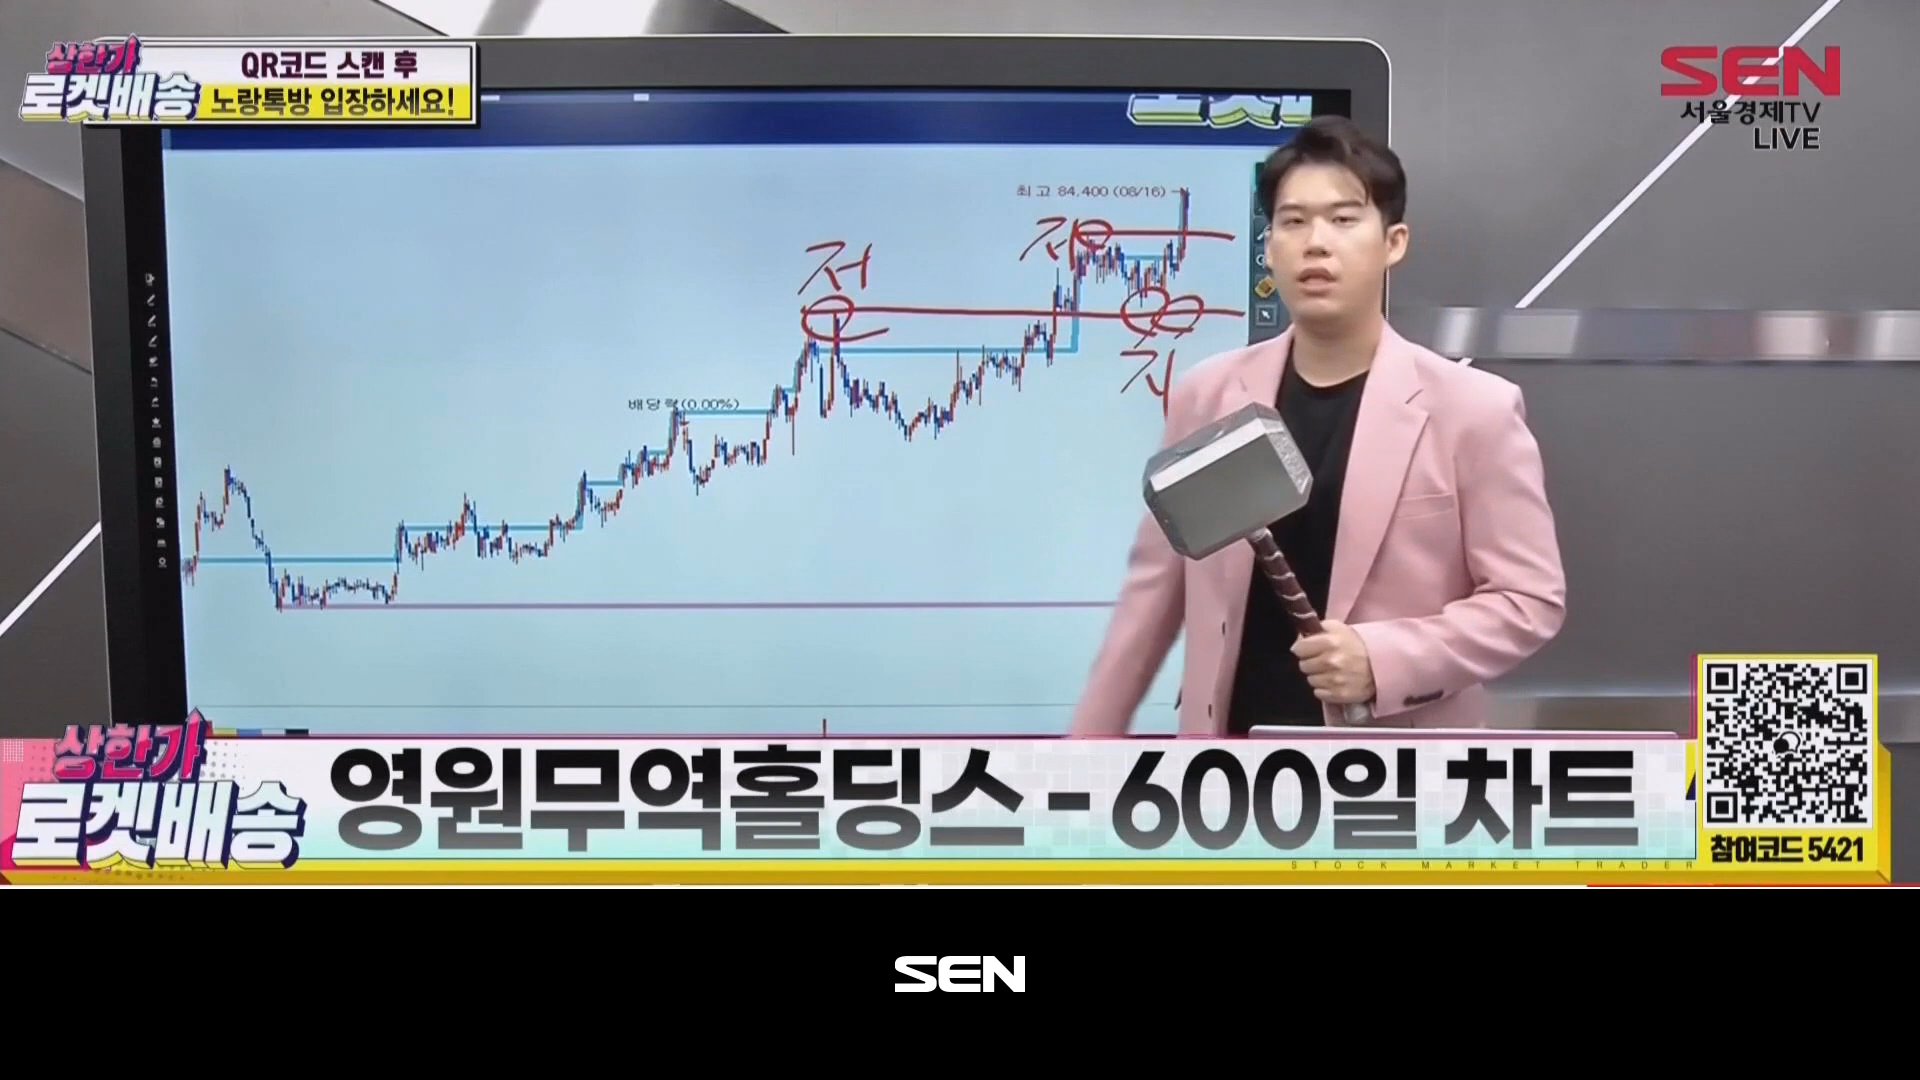 상한가
로켓배송
QR코드 스캔 후
노랑톡방 입장하세요!
SEN
서울경제TV
LIVE
최고 84,400 (08/16)
저
저
지
배당락(0.00%)
상한가
로켓배송
영원무역홀딩스 - 600일 차트
STOCK MARKET TRADER
참여코드 5421
SEN